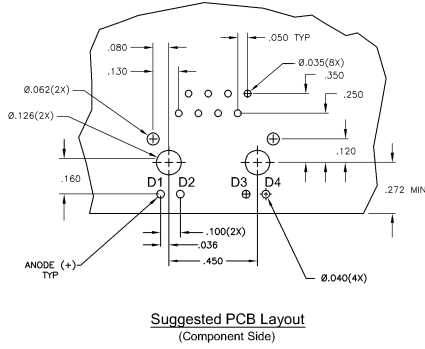 .080
.050 TYP
Ø.035(8X)
.130
.350
Ø.062(2X)
.250
Ø.126(2X)
.120
.160
D1 D2 D3 D4
.272 MIN
.100(2X)
.036
ANODE (+)
TYP
.450
Ø.040(4X)
Suggested PCB Layout
(Component Side)